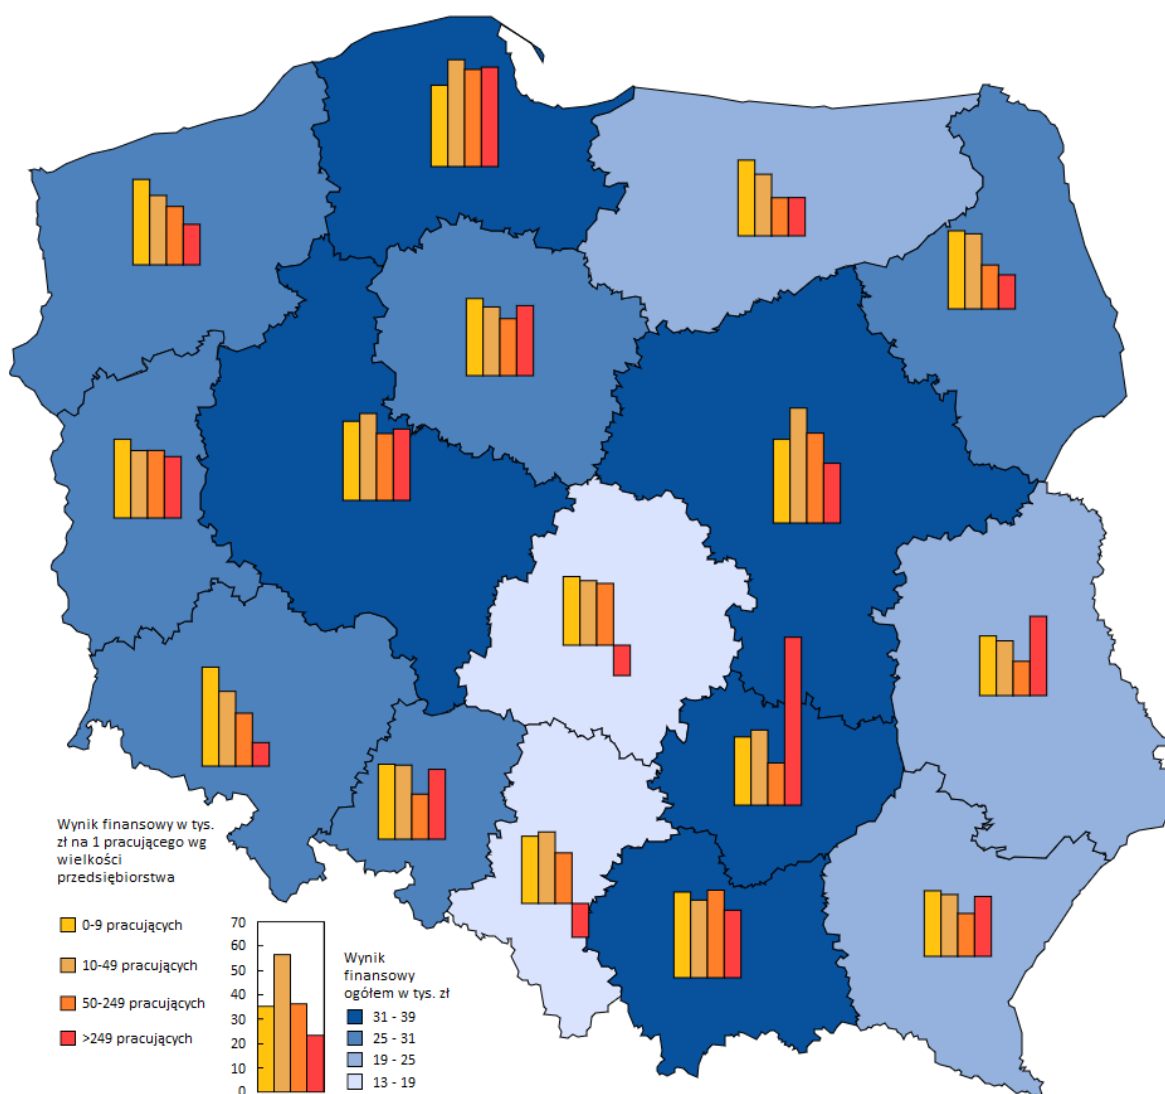 Wynik finansowy w tys.
zł na 1 pracującego wg
wielkości
przedsiębiorstwa
0-9 pracujących
10-49 pracujących
50-249 pracujących
>249 pracujących
70
60
50
40
30
20
10
0
Wynik
finansowy
ogółem w tys. zł
31 - 39
25 - 31
19 - 25
13 - 19